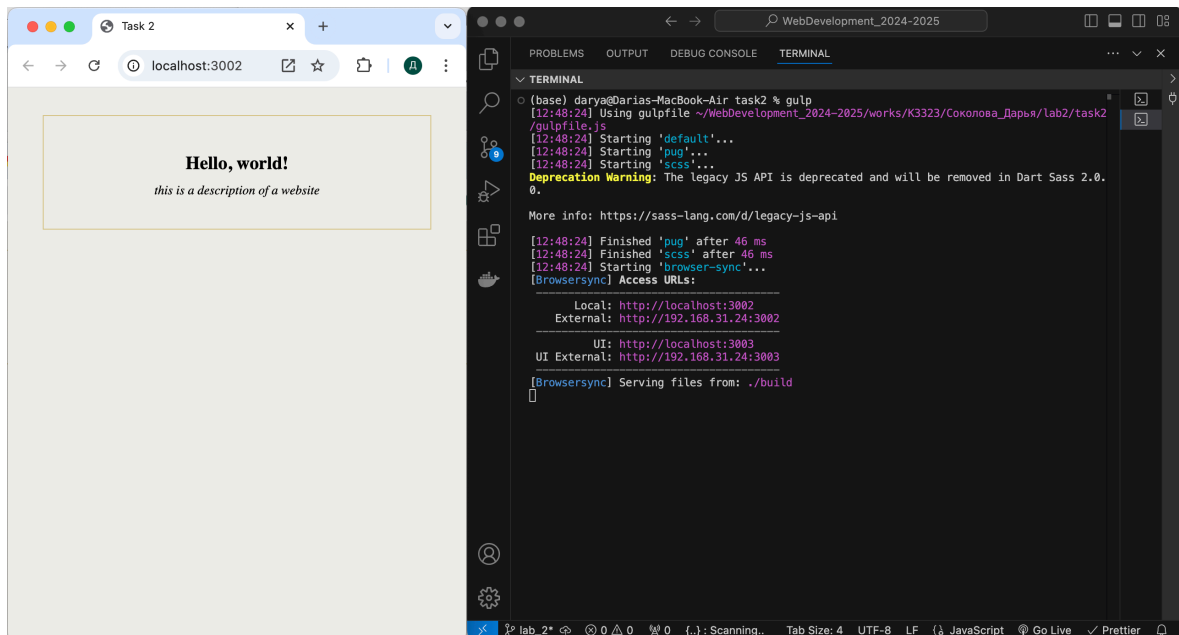 Task 2
localhost:3002
Д
Hello, world!
this is a description of a website
WebDevelopment_2024-2025
PROBLEMS OUTPUT DEBUG CONSOLE TERMINAL
TERMINAL
(base) darya@Darias-MacBook-Air task2 % gulp
[12:48:24] Using gulpfile ~/WebDevelopment_2024-2025/works/K3323/Соколова_Дарья/lab2/task2
/gulpfile.js
[12:48:24] Starting 'default'...
[12:48:24] Starting 'pug'...
[12:48:24] Starting 'scss'...
Deprecation Warning: The legacy JS API is deprecated and will be removed in Dart Sass 2.0.
0.
More info: https://sass-lang.com/d/legacy-js-api
[12:48:24] Finished 'pug' after 46 ms
[12:48:24] Finished 'scss' after 46 ms
[12:48:24] Starting 'browser-sync'...
[Browsersync] Access URLs:
--------------------------------------
Local: http://localhost:3002
External: http://192.168.31.24:3002
--------------------------------------
UI: http://localhost:3003
UI External: http://192.168.31.24:3003
--------------------------------------
[Browsersync] Serving files from: ./build
9
lab_2* 0 0 0 {..} : Scanning.. Tab Size: 4 UTF-8 LF JavaScript Go Live Prettier